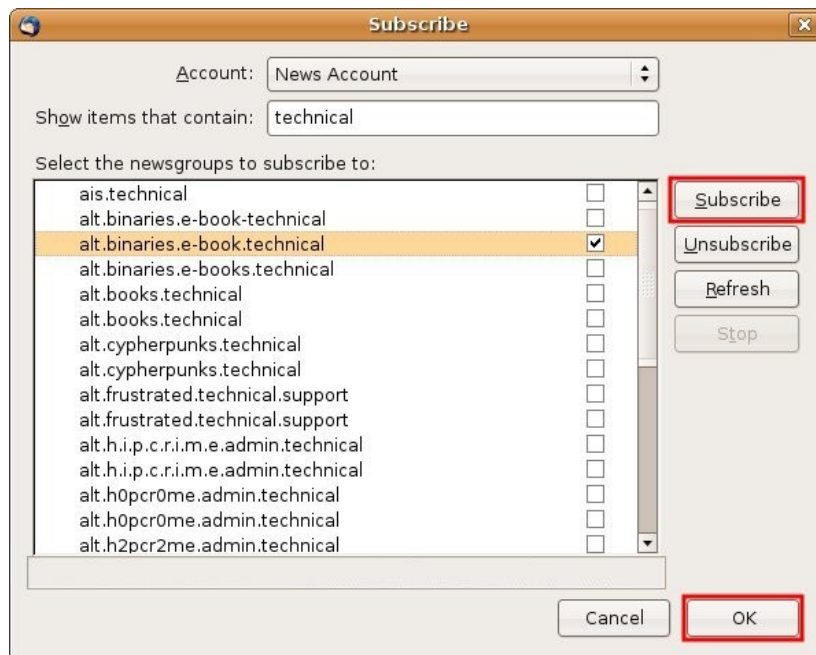 Subscribe
Account: News Account
Show items that contain: technical
Select the newsgroups to subscribe to:
ais.technical
alt.binaries.e-book-technical
alt.binaries.e-book.technical
alt.binaries.e-books.technical
alt.books.technical
alt.books.technical
alt.cypherpunks.technical
alt.cypherpunks.technical
alt.frustrated.technical.support
alt.frustrated.technical.support
alt.h.i.p.c.r.i.m.e.admin.technical
alt.h.i.p.c.r.i.m.e.admin.technical
alt.h0pcr0me.admin.technical
alt.h0pcr0me.admin.technical
alt.h2pcr2me.admin.technical
Subscribe
Unsubscribe
Refresh
Stop
Cancel
OK